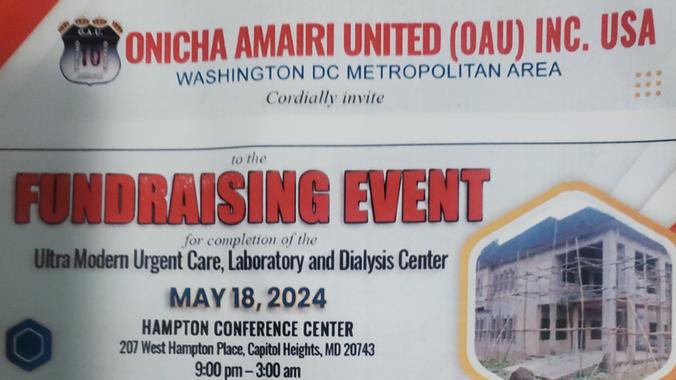 O.A.U.
10
ONICHA AMAIRI UNITED (OAU) INC. USA
WASHINGTON DC METROPOLITAN AREA
Cordially invite
to the
FUNDRAISING EVENT
for completion of the
Ultra Modern Urgent Care, Laboratory and Dialysis Center
MAY 18, 2024
HAMPTON CONFERENCE CENTER
207 West Hampton Place, Capitol Heights, MD 20743
9:00 pm – 3:00 am